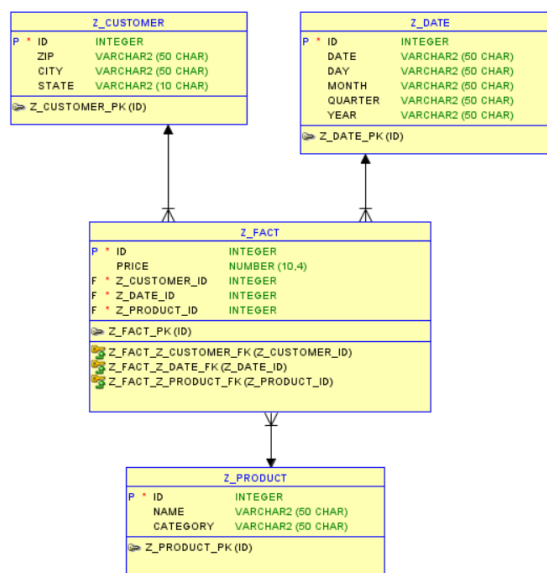 Z_CUSTOMER
P * ID INTEGER
ZIP VARCHAR2 (50 CHAR)
CITY VARCHAR2 (50 CHAR)
STATE VARCHAR2 (10 CHAR)
Z_CUSTOMER_PK (ID)
Z_DATE
P * ID INTEGER
DATE VARCHAR2 (50 CHAR)
DAY VARCHAR2 (50 CHAR)
MONTH VARCHAR2 (50 CHAR)
QUARTER VARCHAR2 (50 CHAR)
YEAR VARCHAR2 (50 CHAR)
Z_DATE_PK (ID)
Z_FACT
P * ID INTEGER
PRICE NUMBER (10,4)
F * Z_CUSTOMER_ID INTEGER
F * Z_DATE_ID INTEGER
F * Z_PRODUCT_ID INTEGER
Z_FACT_PK (ID)
Z_FACT_Z_CUSTOMER_FK (Z_CUSTOMER_ID)
Z_FACT_Z_DATE_FK (Z_DATE_ID)
Z_FACT_Z_PRODUCT_FK (Z_PRODUCT_ID)
Z_PRODUCT
P * ID INTEGER
NAME VARCHAR2 (50 CHAR)
CATEGORY VARCHAR2 (50 CHAR)
Z_PRODUCT_PK (ID)